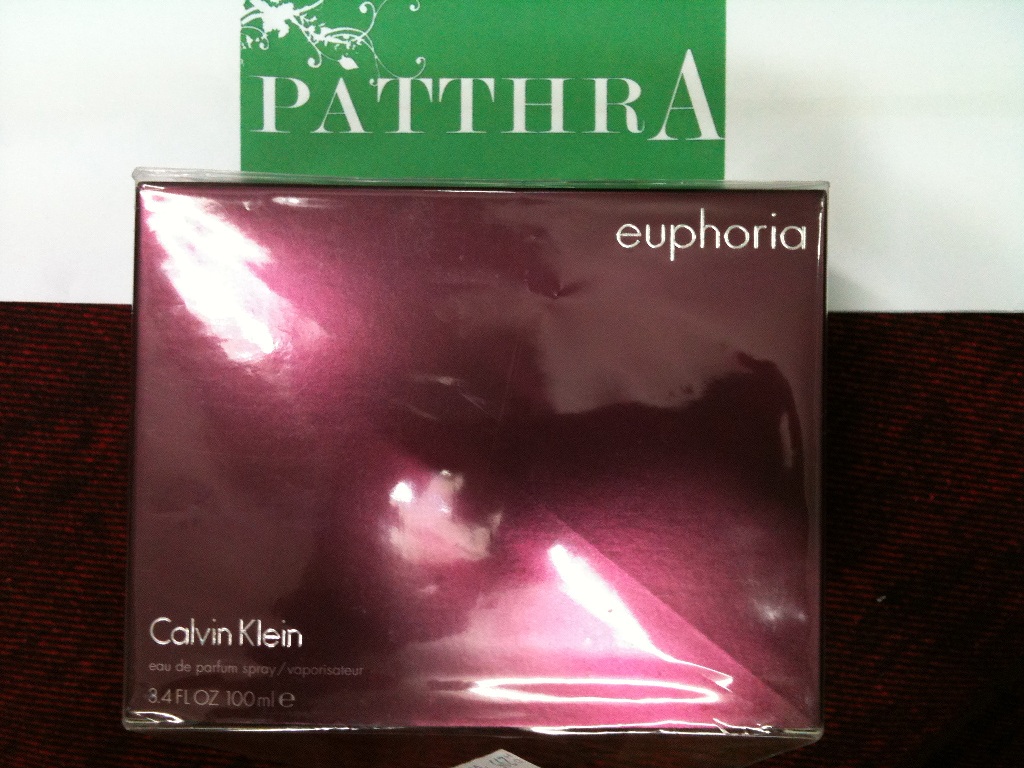 PATTHRA
euphoria
Calvin Klein
eau de parfum spray/vaporisateur
3.4 FL OZ 100 ml ℮